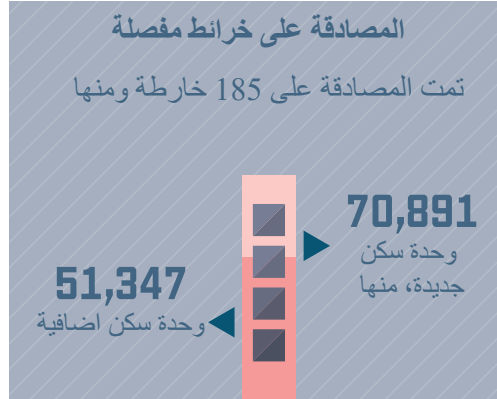 المصادقة على خرائط مفصلة
تمت المصادقة على 185 خارطة ومنها
70,891
وحدة سكن
جديدة، منها
51,347
وحدة سكن اضافية